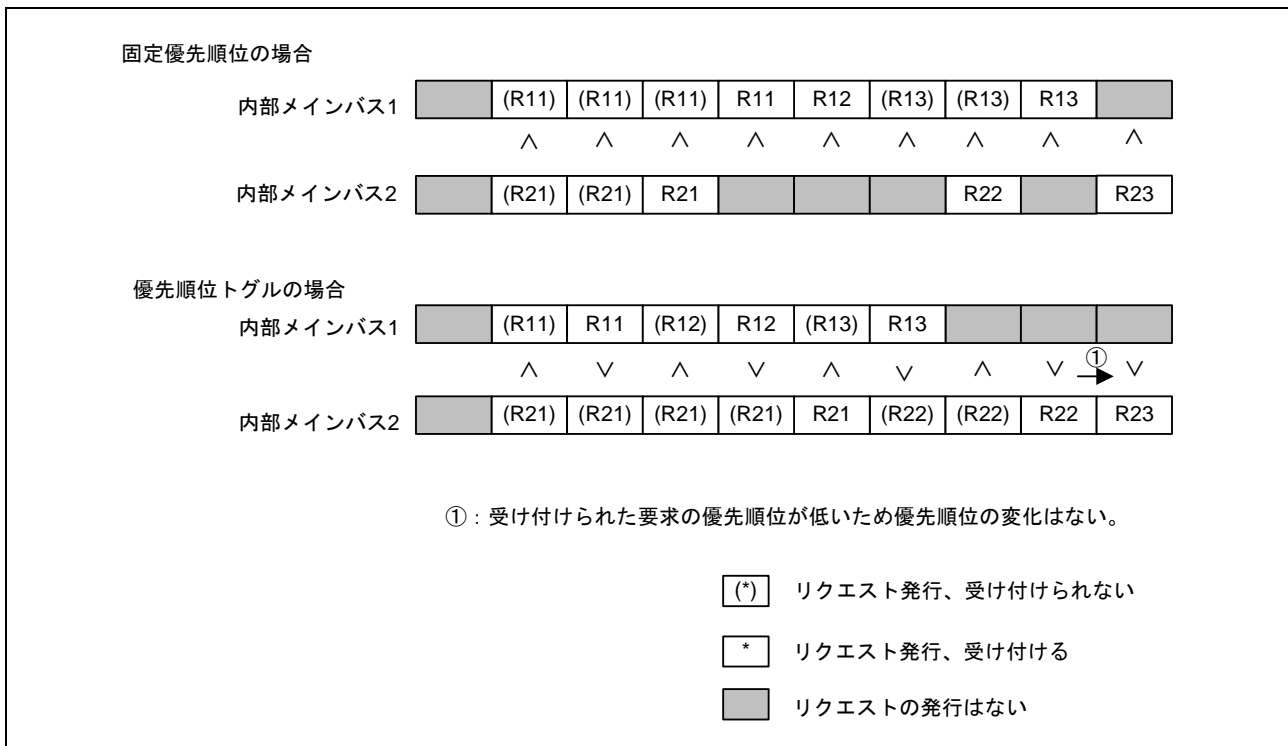 固定優先順位の場合
内部メインバス1 (R11) (R11) (R11) R11 R12 (R13) (R13) R13
∧ ∧ ∧ ∧ ∧ ∧ ∧ ∧ ∧
内部メインバス2 (R21) (R21) R21 R22 R23
優先順位トグルの場合
内部メインバス1 (R11) R11 (R12) R12 (R13) R13
∧ ∨ ∧ ∨ ∧ ∨ ∧ ∨ ① ∨
内部メインバス2 (R21) (R21) (R21) (R21) R21 (R22) (R22) R22 R23
①：受け付けられた要求の優先順位が低いため優先順位の変化はない。
(*) リクエスト発行、受け付けられない
* リクエスト発行、受け付ける
リクエストの発行はない